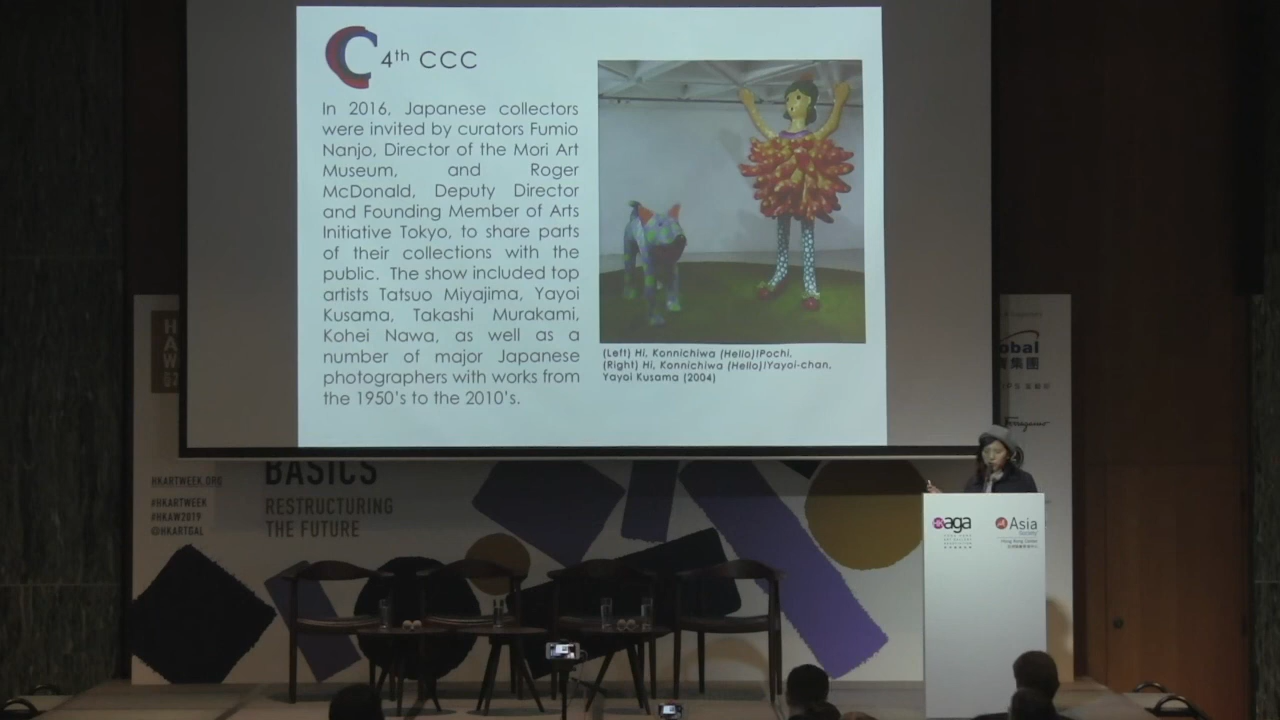 C 4th CCC
In 2016, Japanese collectors
were invited by curators Fumio
Nanjo, Director of the Mori Art
Museum, and Roger
McDonald, Deputy Director
and Founding Member of Arts
Initiative Tokyo, to share parts
of their collections with the
public. The show included top
artists Tatsuo Miyajima, Yayoi
Kusama, Takashi Murakami,
Kohei Nawa, as well as a
number of major Japanese
photographers with works from
the 1950's to the 2010's.
(Left) Hi, Konnichiwa (Hello)!Pochi,
(Right) Hi, Konnichiwa (Hello)!Yayoi-chan,
Yayoi Kusama (2004)
HKARTWEEK.ORG
#HKARTWEEK
#HKAW2019
@HKARTGAL
BASICS
RESTRUCTURING
THE FUTURE
obal
集團
Ferragamo
HKaga
Asia
Society
Hong Kong Center